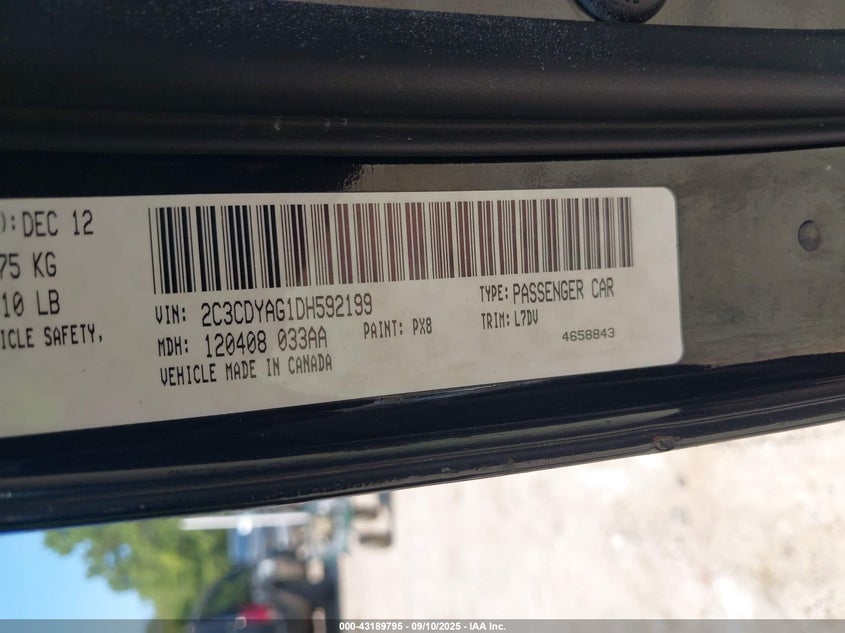 ): DEC 12
75 KG
10 LB
ICLE SAFETY,
VIN: 2C3CDYAG1DH592199
TYPE: PASSENGER CAR
MDH: 120408 033AA
PAINT: PX8
TRIM: L7DV
VEHICLE MADE IN CANADA
4658843
000-43189795 - 09/10/2025 - IAA Inc.